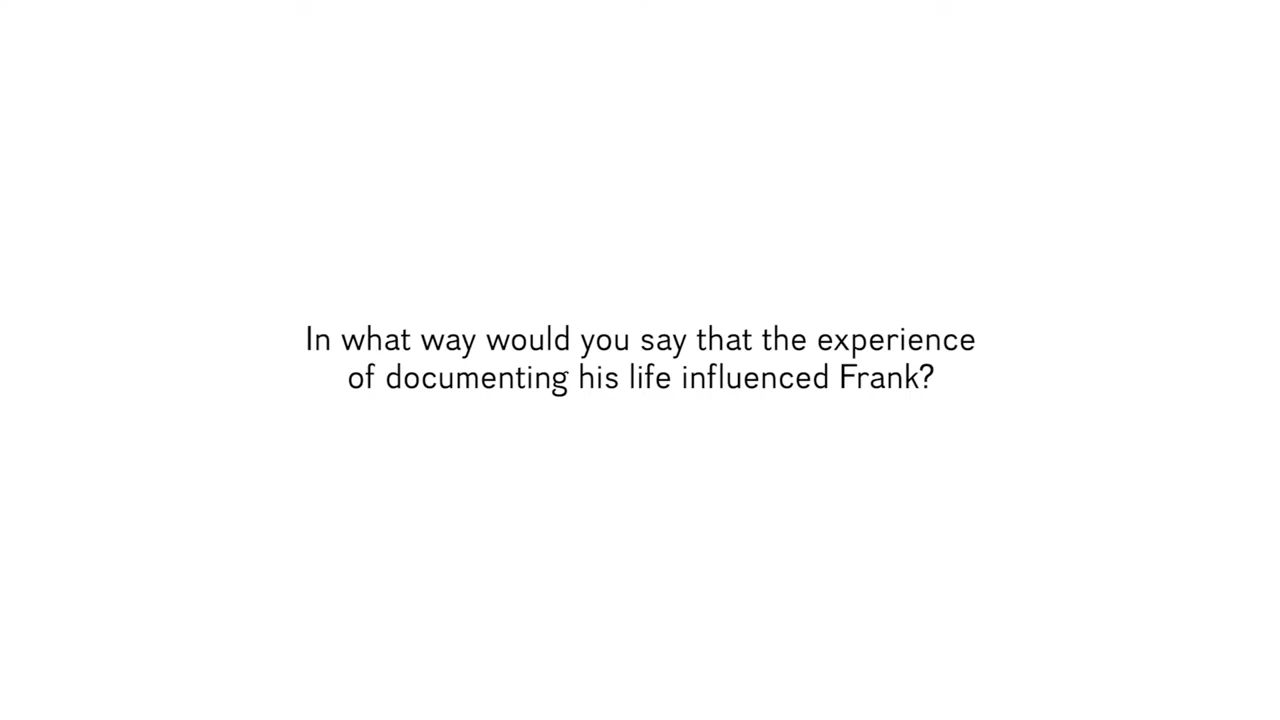 In what way would you say that the experience
of documenting his life influenced Frank?